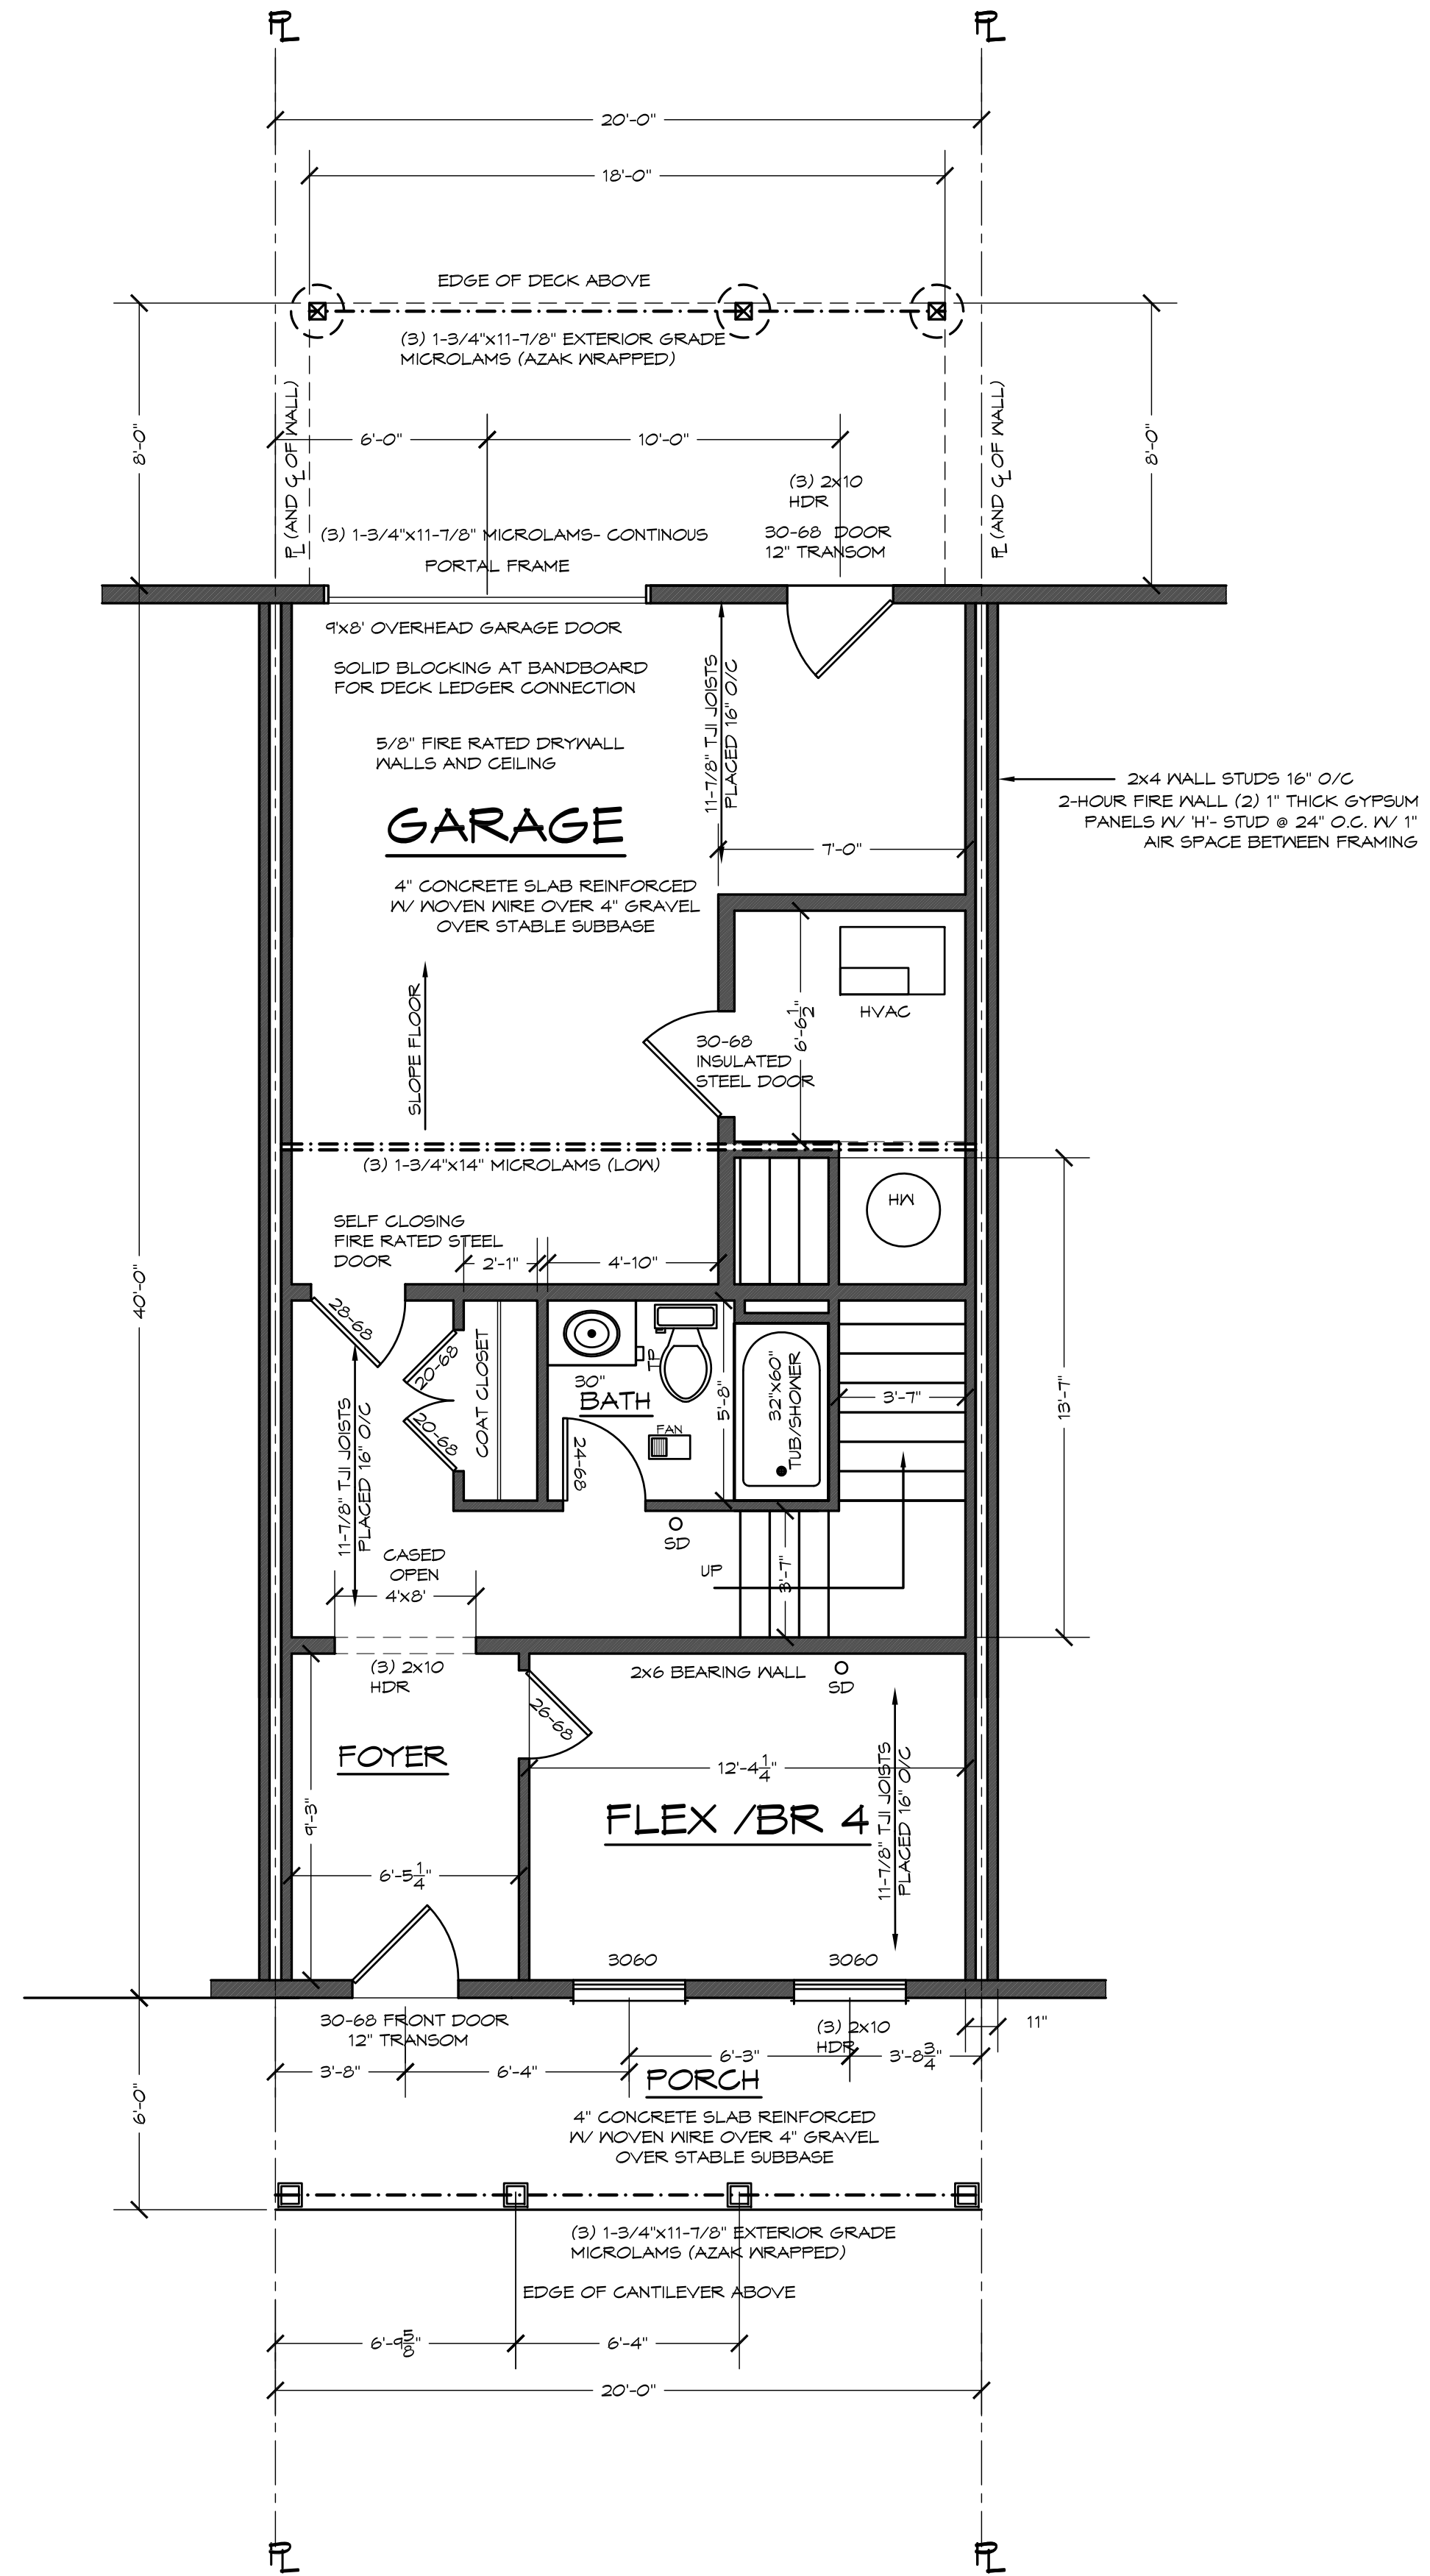 PL
PL
20'-0"
18'-0"
EDGE OF DECK ABOVE
(3) 1-3/4"x11-7/8" EXTERIOR GRADE
MICROLAMS (AZAK WRAPPED)
8'-0"
8'-0"
PL (AND CL OF WALL)
PL (AND CL OF WALL)
6'-0"
10'-0"
(3) 2x10
HDR
(3) 1-3/4"x11-7/8" MICROLAMS- CONTINOUS
PORTAL FRAME
30-68 DOOR
12" TRANSOM
9'x8' OVERHEAD GARAGE DOOR
SOLID BLOCKING AT BANDBOARD
FOR DECK LEDGER CONNECTION
11-7/8" TJI JOISTS
PLACED 16" O/C
5/8" FIRE RATED DRYWALL
WALLS AND CEILING
2x4 WALL STUDS 16" O/C
2-HOUR FIRE WALL (2) 1" THICK GYPSUM
PANELS W/ 'H'- STUD @ 24" O.C. W/ 1"
AIR SPACE BETWEEN FRAMING
GARAGE
7'-0"
4" CONCRETE SLAB REINFORCED
W/ WOVEN WIRE OVER 4" GRAVEL
OVER STABLE SUBBASE
SLOPE FLOOR
HVAC
6'-6 1/2"
30-68
INSULATED
STEEL DOOR
(3) 1-3/4"x14" MICROLAMS (LOW)
HW
SELF CLOSING
FIRE RATED STEEL
DOOR
2'-1"
4'-10"
40'-0"
28-68
20-68
20-68
COAT CLOSET
TP
30"
BATH
FAN
24-68
5'-8"
32"x60"
TUB/SHOWER
3'-7"
13'-7"
11-7/8" TJI JOISTS
PLACED 16" O/C
SD
CASED
OPEN
4'x8'
UP
3'-7"
(3) 2x10
HDR
2x6 BEARING WALL
SD
26-68
FOYER
12'-4 1/4"
FLEX /BR 4
11-7/8" TJI JOISTS
PLACED 16" O/C
9'-3"
6'-5 1/4"
3060
3060
30-68 FRONT DOOR
12" TRANSOM
(3) 2x10
HDR
11"
6'-3"
3'-8 3/4"
3'-8"
6'-4"
PORCH
6'-0"
4" CONCRETE SLAB REINFORCED
W/ WOVEN WIRE OVER 4" GRAVEL
OVER STABLE SUBBASE
(3) 1-3/4"x11-7/8" EXTERIOR GRADE
MICROLAMS (AZAK WRAPPED)
EDGE OF CANTILEVER ABOVE
6'-9 5/8"
6'-4"
20'-0"
PL
PL